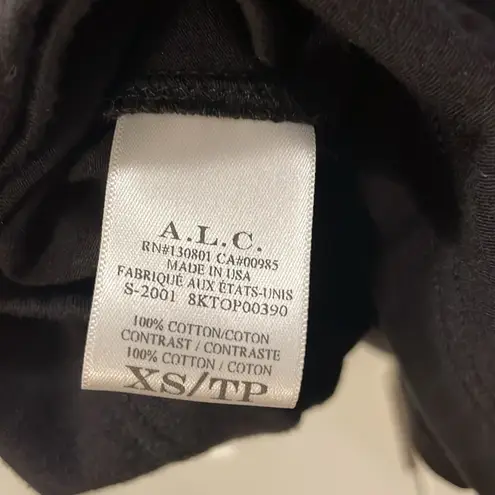 A.L.C.
RN#130801 CA#00985
MADE IN USA
FABRIQUÉ AUX ÉTATS-UNIS
S-2001 8KTOP00390
100% COTTON/COTON
CONTRAST / CONTRASTE
100% COTTON / COTON
XS/TP